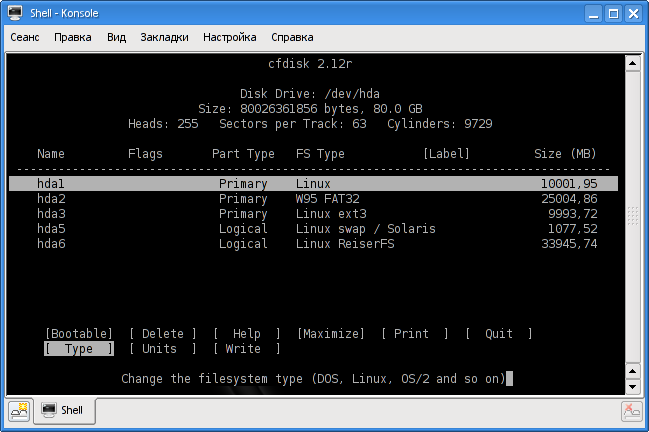 Shell - Konsole
Сеанс Правка Вид Закладки Настройка Справка
cfdisk 2.12r
Disk Drive: /dev/hda
Size: 80026361856 bytes, 80.0 GB
Heads: 255 Sectors per Track: 63 Cylinders: 9729
Name Flags Part Type FS Type [Label] Size (MB)
------------------------------------------------------------------------------
hda1 Primary Linux 10001,95
hda2 Primary W95 FAT32 25004,86
hda3 Primary Linux ext3 9993,72
hda5 Logical Linux swap / Solaris 1077,52
hda6 Logical Linux ReiserFS 33945,74
[Bootable] [ Delete ] [ Help ] [Maximize] [ Print ] [ Quit ]
[ Type ] [ Units ] [ Write ]
Change the filesystem type (DOS, Linux, OS/2 and so on)
Shell